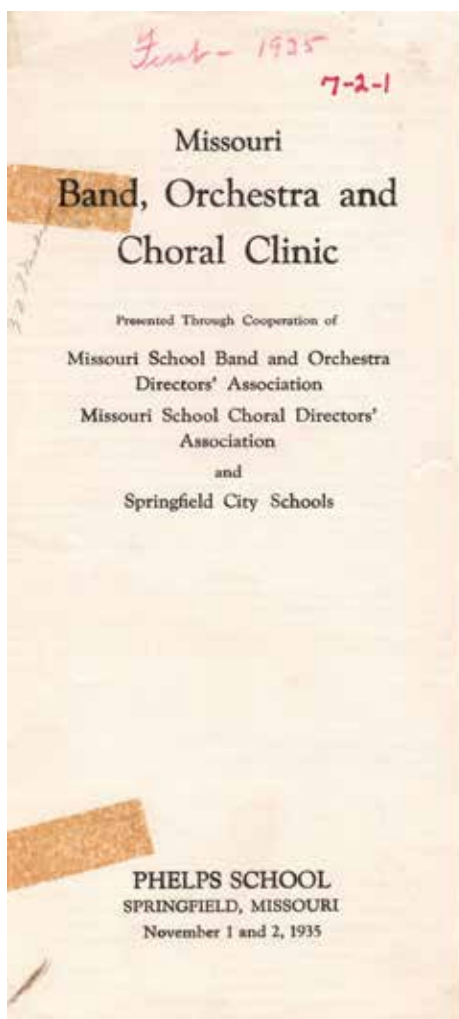 First - 1935
7-2-1
Missouri
Band, Orchestra and
Choral Clinic
Presented Through Cooperation of
Missouri School Band and Orchestra
Directors' Association
Missouri School Choral Directors'
Association
and
Springfield City Schools
PHELPS SCHOOL
SPRINGFIELD, MISSOURI
November 1 and 2, 1935